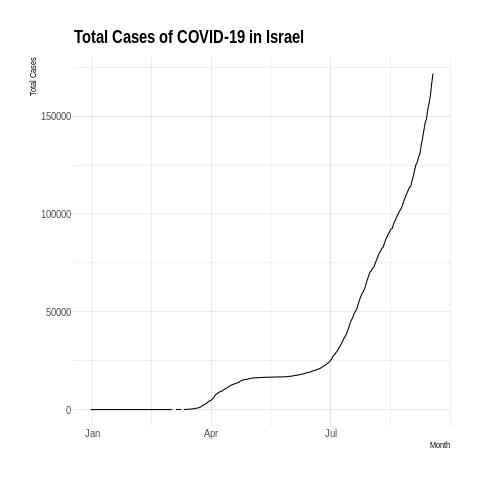 Total Cases of COVID-19 in Israel
Total Cases
150000
100000
50000
0
Jan Apr Jul
Month